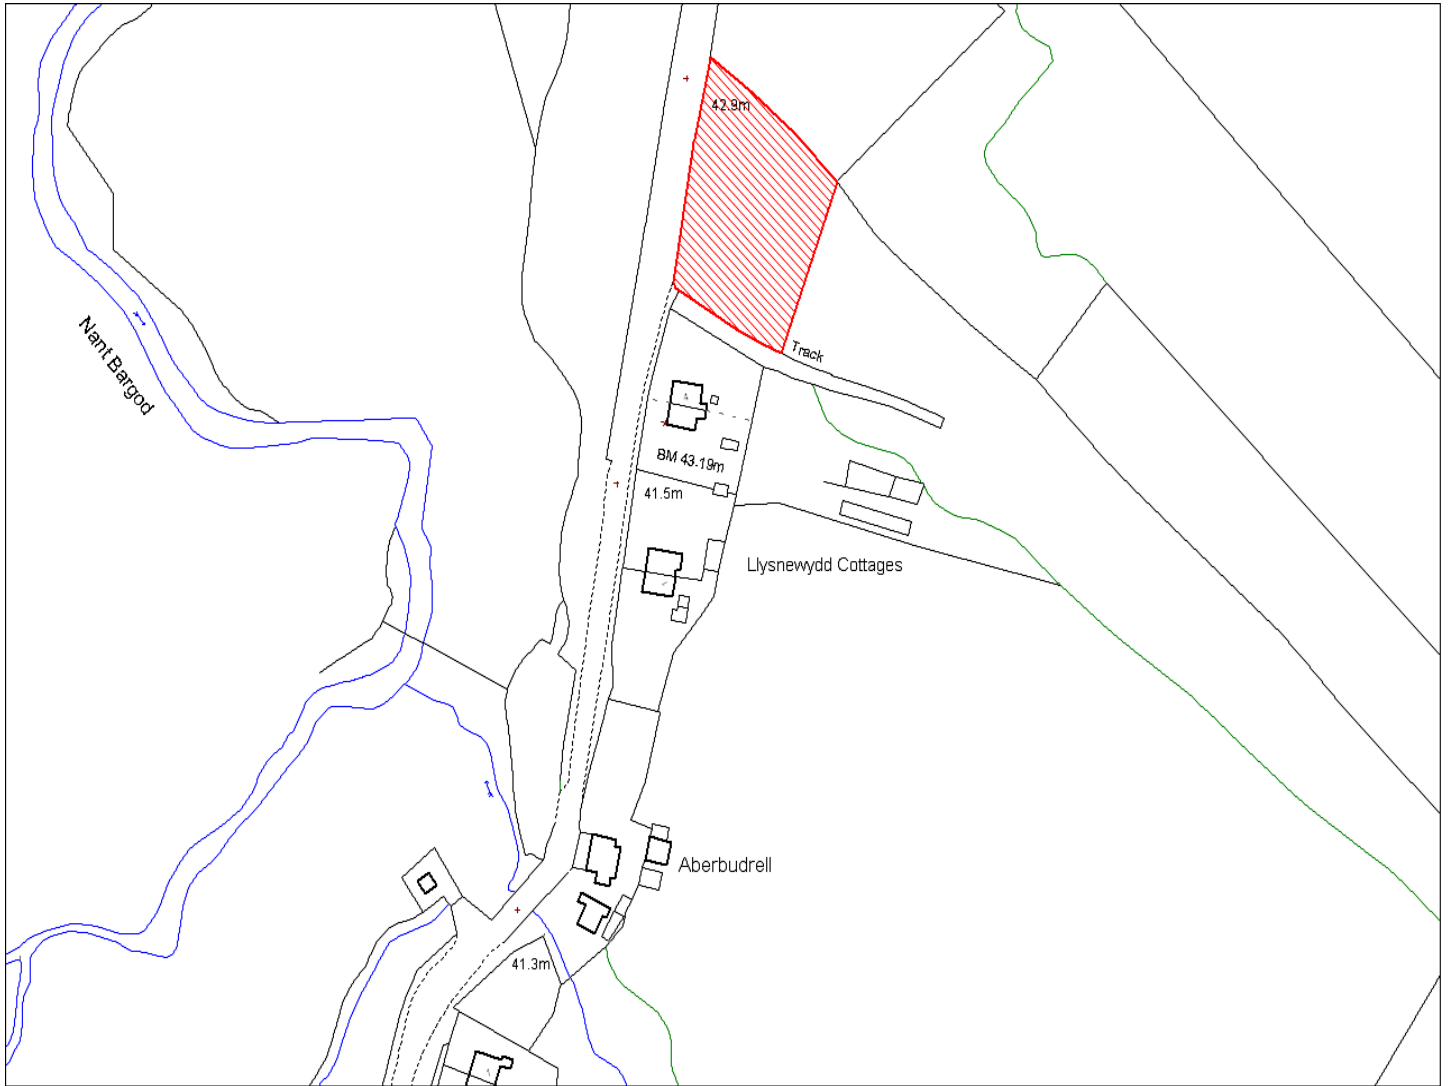 42.9m
Nant Bargod
Track
BM 43.19m
41.5m
Llysnewydd Cottages
Aberbudrell
41.3m